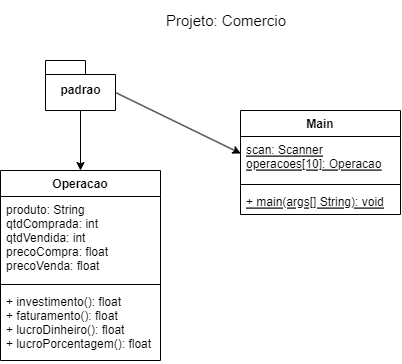 Projeto: Comercio
padrao
Main
scan: Scanner
operacoes[10]: Operacao
+ main(args[] String): void
Operacao
produto: String
qtdComprada: int
qtdVendida: int
precoCompra: float
precoVenda: float
+ investimento(): float
+ faturamento(): float
+ lucroDinheiro(): float
+ lucroPorcentagem(): float